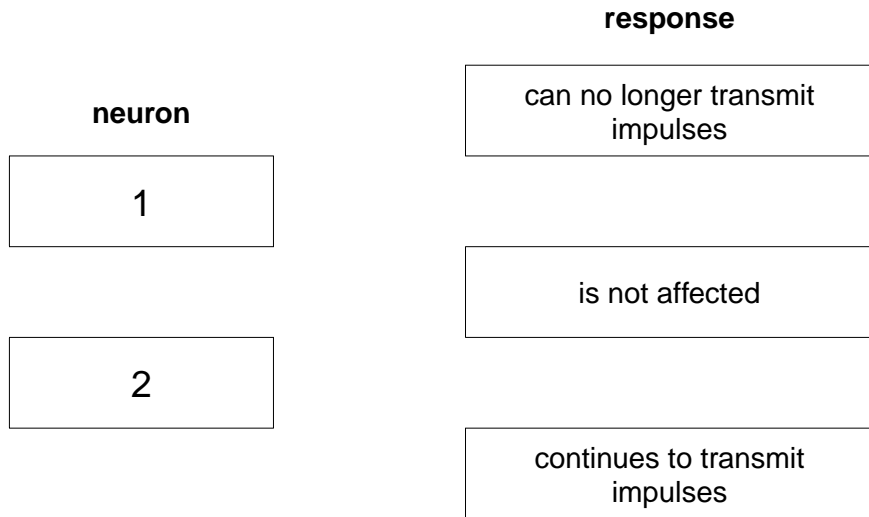 response
can no longer transmit
impulses
neuron
1
is not affected
2
continues to transmit
impulses